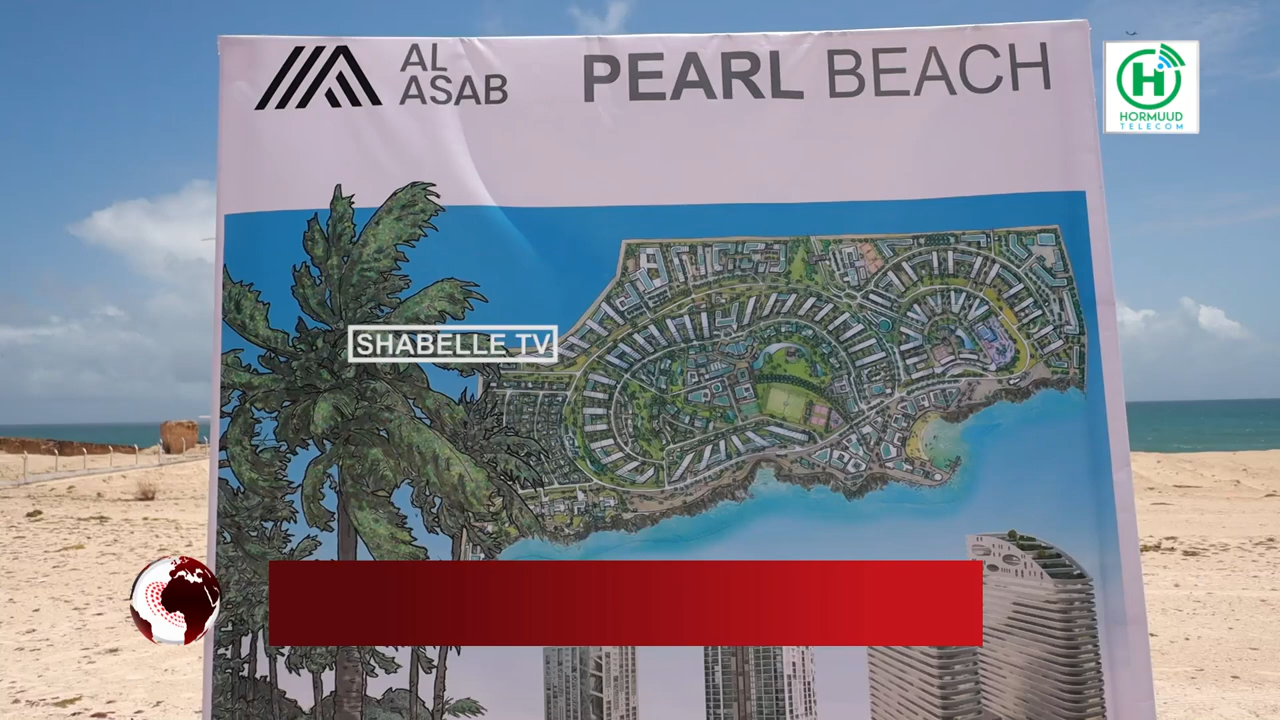 AL
ASAB
PEARL BEACH
HORMUUD
TELECOM
SHABELLE TV